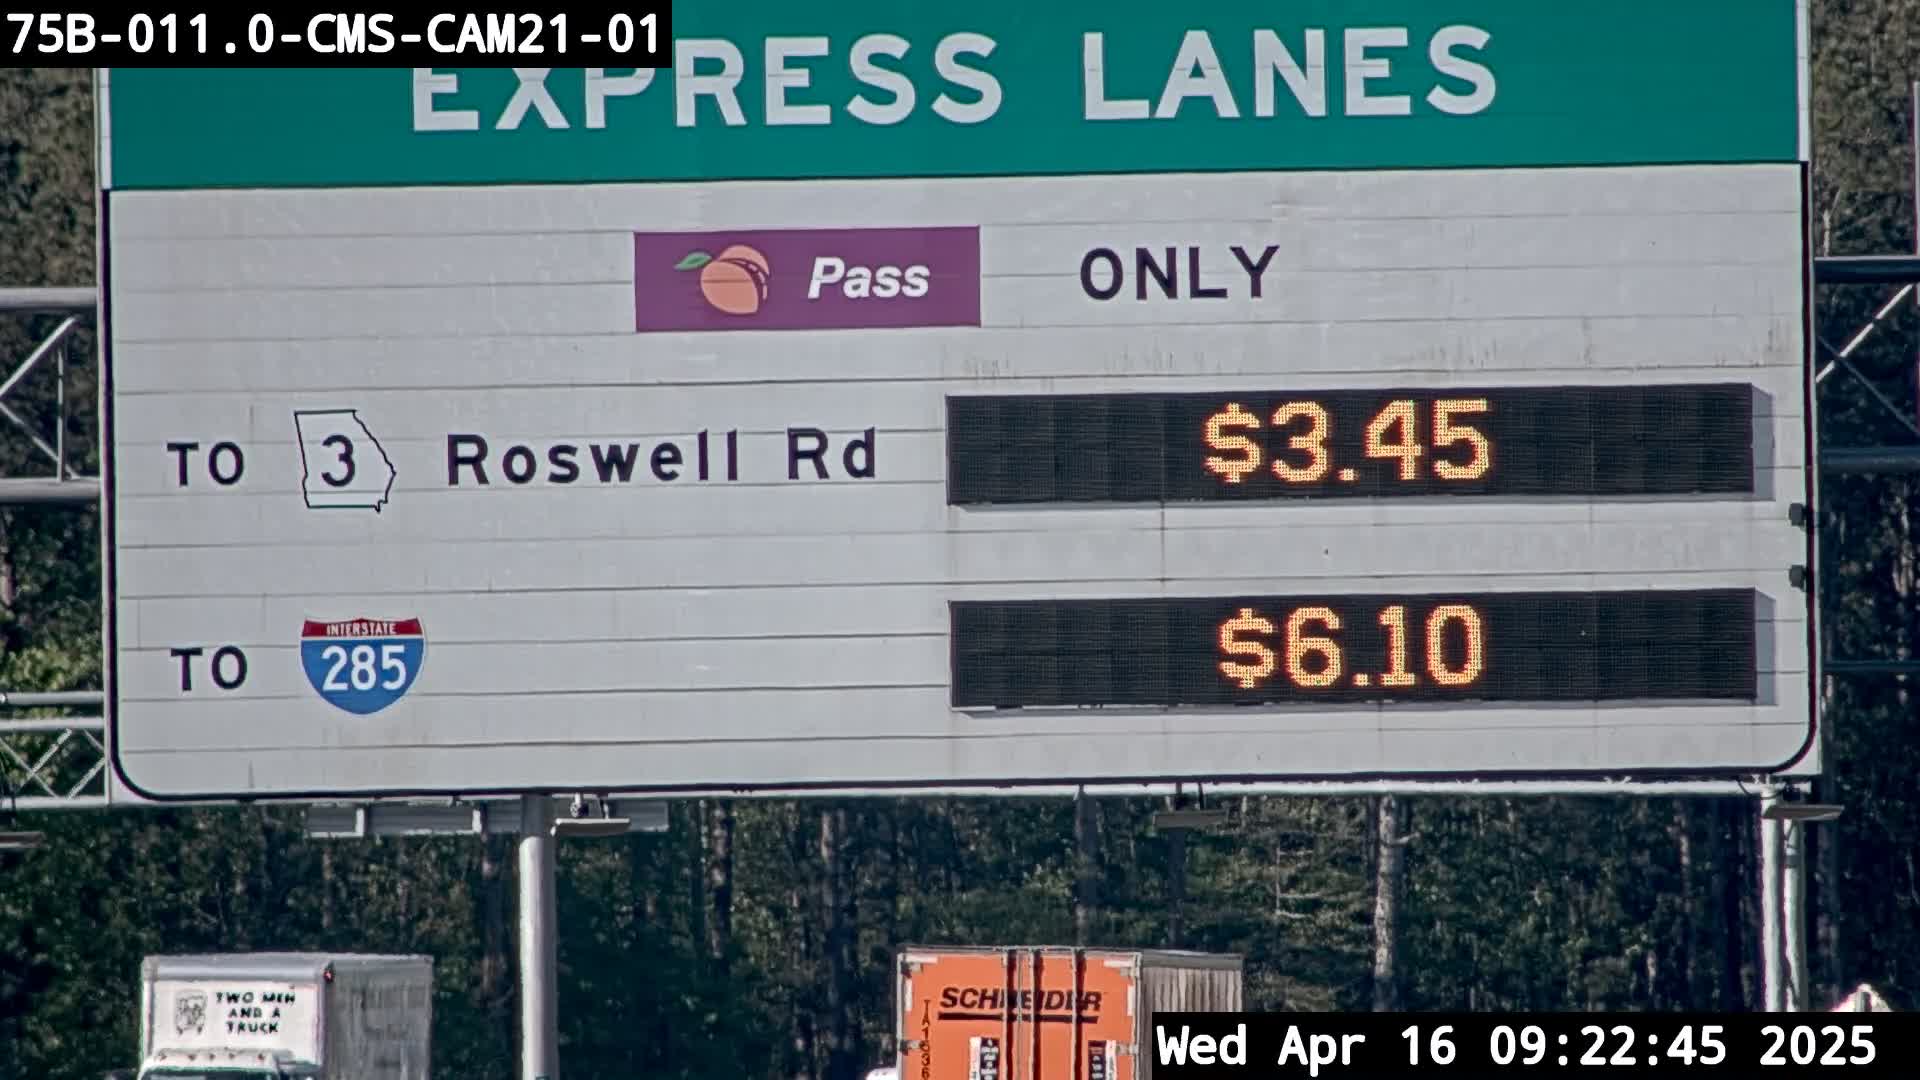 75B-011.0-CMS-CAM21-01
EXPRESS LANES
Pass ONLY
TO 3 Roswell Rd $3.45
INTERSTATE
TO 285 $6.10
TWO MEN
AND A
TRUCK
SCHNEIDER
Wed Apr 16 09:22:45 2025